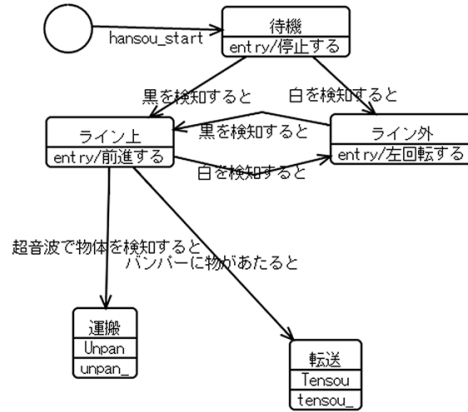 待機
hansou_start
entry/停止する
黒を検知すると
白を検知すると
ライン上
entry/前進する
黒を検知すると
ライン外
entry/左回転する
白を検知すると
超音波で物体を検知すると
バンパーに物があたると
運搬
Unpan
unpan_
転送
Tensou
tensou_